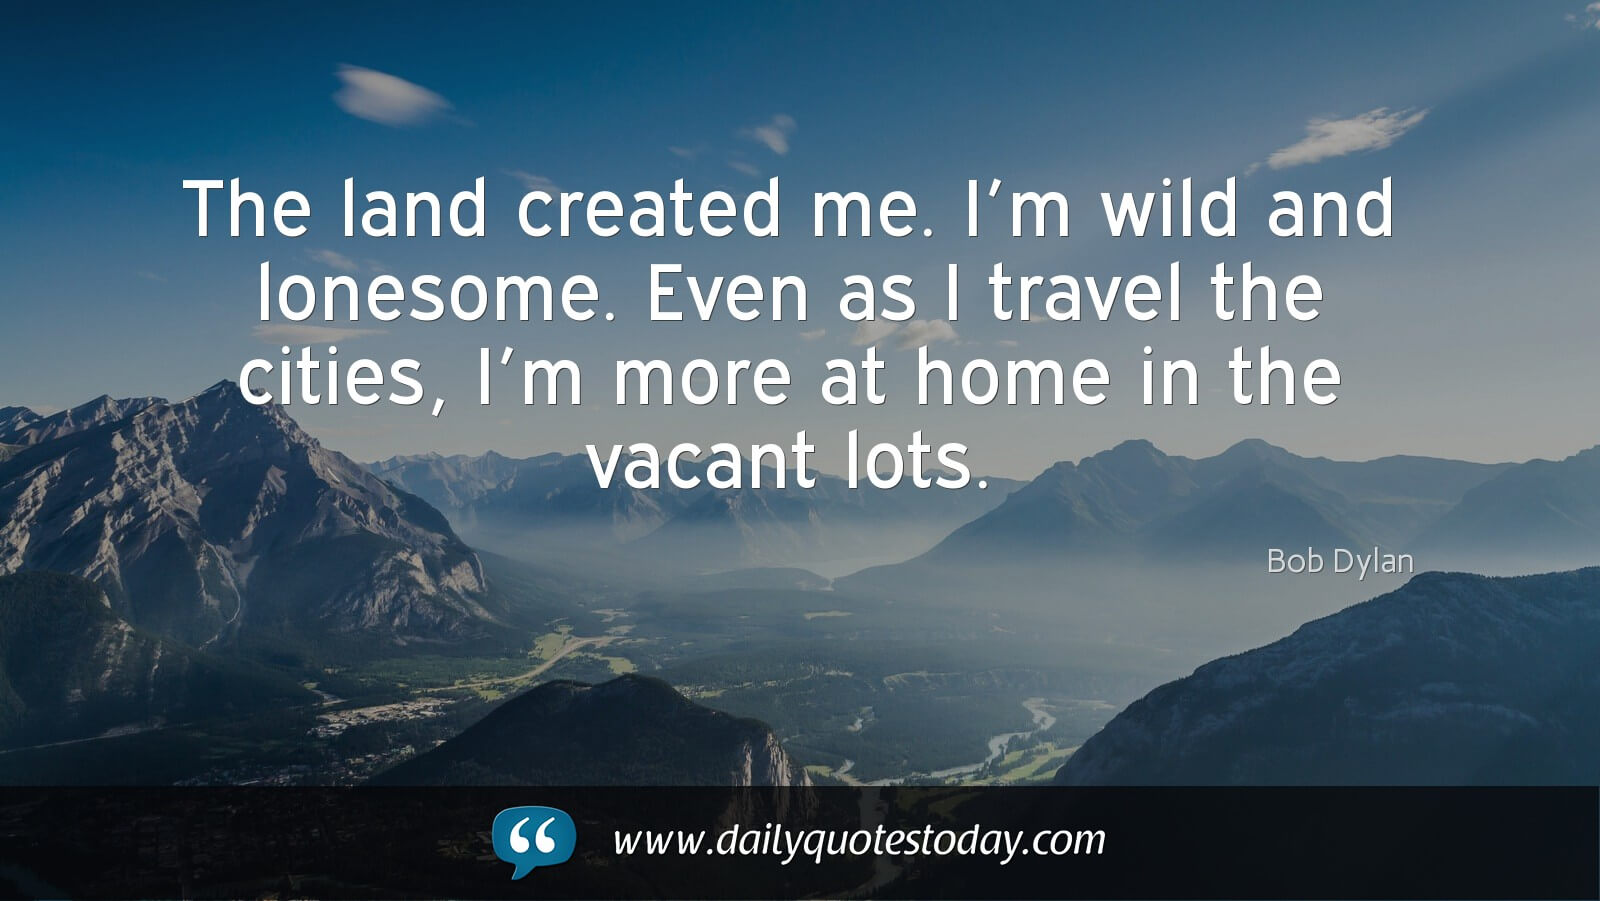 The land created me. I’m wild and
lonesome. Even as I travel the
cities, I’m more at home in the
vacant lots.
Bob Dylan
www.dailyquotestoday.com